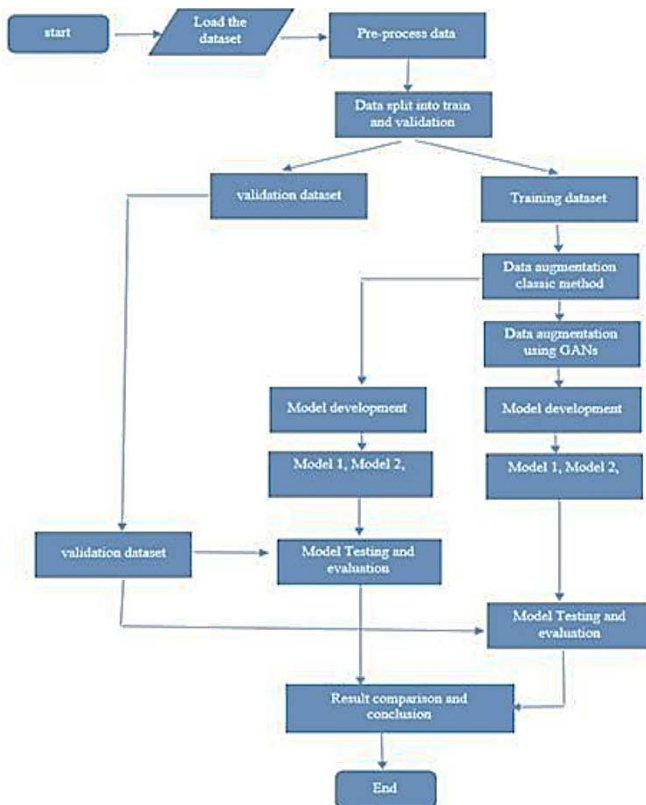 start
Load the
dataset
Pre-process data
Data split into train
and validation
validation dataset
Training dataset
Data augmentation
classic method
Data augmentation
using GANs
Model development
Model development
Model 1, Model 2,
Model 1, Model 2,
validation dataset
Model Testing and
evaluation
Model Testing and
evaluation
Result comparison and
conclusion
End